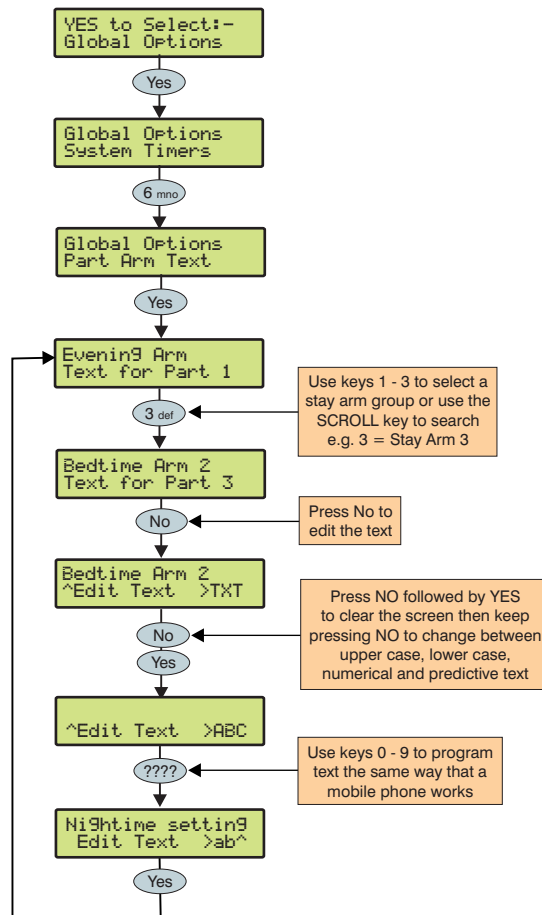 YES to Select:-
Global Options
Yes
Global Options
System Timers
6 mno
Global Options
Part Arm Text
Yes
Evening Arm
Text for Part 1
Use keys 1 - 3 to select a
stay arm group or use the
SCROLL key to search
e.g. 3 = Stay Arm 3
3 def
Bedtime Arm 2
Text for Part 3
Press No to
edit the text
No
Bedtime Arm 2
^Edit Text >TXT
Press NO followed by YES
to clear the screen then keep
pressing NO to change between
upper case, lower case,
numerical and predictive text
No
Yes
^Edit Text >ABC
Use keys 0 - 9 to program
text the same way that a
mobile phone works
????
Nightime setting
Edit Text >ab^
Yes